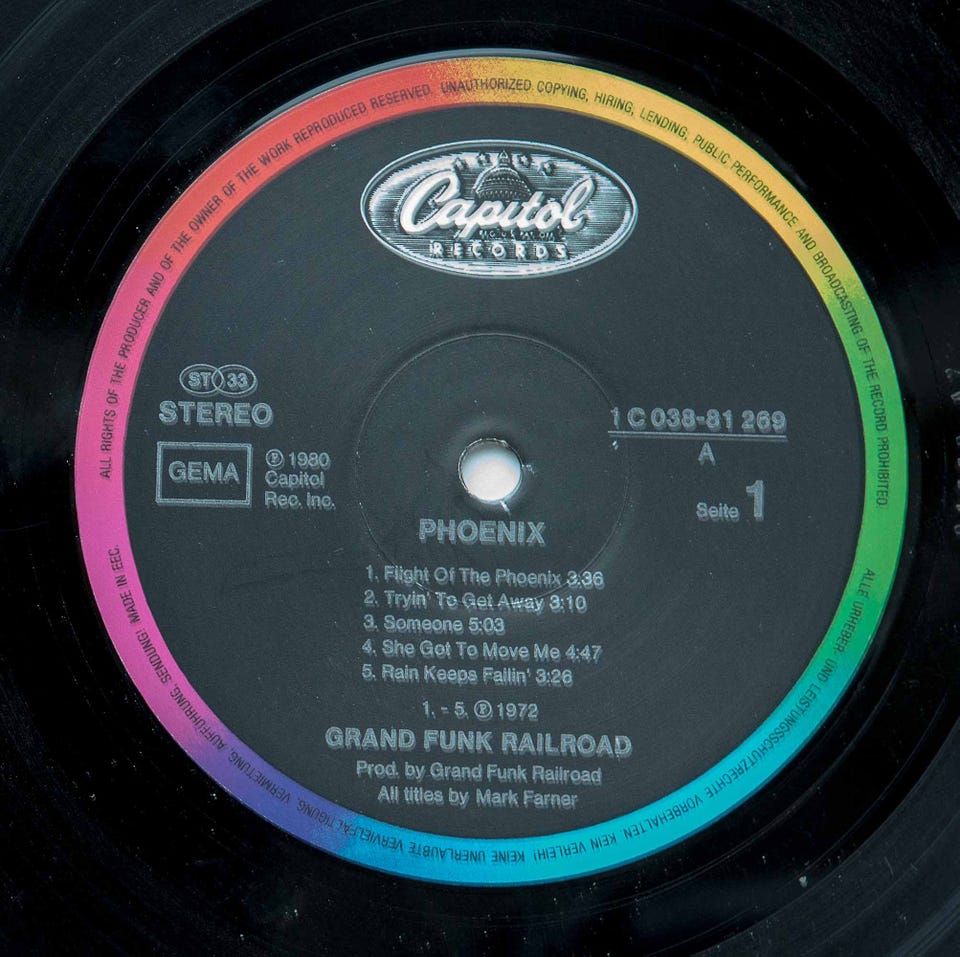 ALL RIGHTS OF THE PRODUCER AND OF THE OWNER OF THE WORK REPRODUCED RESERVED. UNAUTHORIZED COPYING, HIRING, LENDING, PUBLIC PERFORMANCE AND BROADCASTING OF THE RECORD PROHIBITED.
Capitol
RECORDS
ST 33
STEREO
GEMA
℗ 1980
Capitol
Rec. Inc.
1 C 038-81 269
A
Seite 1
PHOENIX
1. Flight Of The Phoenix 3:36
2. Tryin' To Get Away 3:10
3. Someone 5:03
4. She Got To Move Me 4:47
5. Rain Keeps Fallin' 3:26
1. - 5. ℗ 1972
GRAND FUNK RAILROAD
Prod. by Grand Funk Railroad
All titles by Mark Farner
ALLE URHEBER- UND LEISTUNGSSCHUTZRECHTE VORBEHALTEN KEIN VERLEIH! KEINE UNERLAUBTE VERVIELFÄLTIGUNG, VERMIETUNG, AUFFÜHRUNG, SENDUNG! MADE IN EEC.